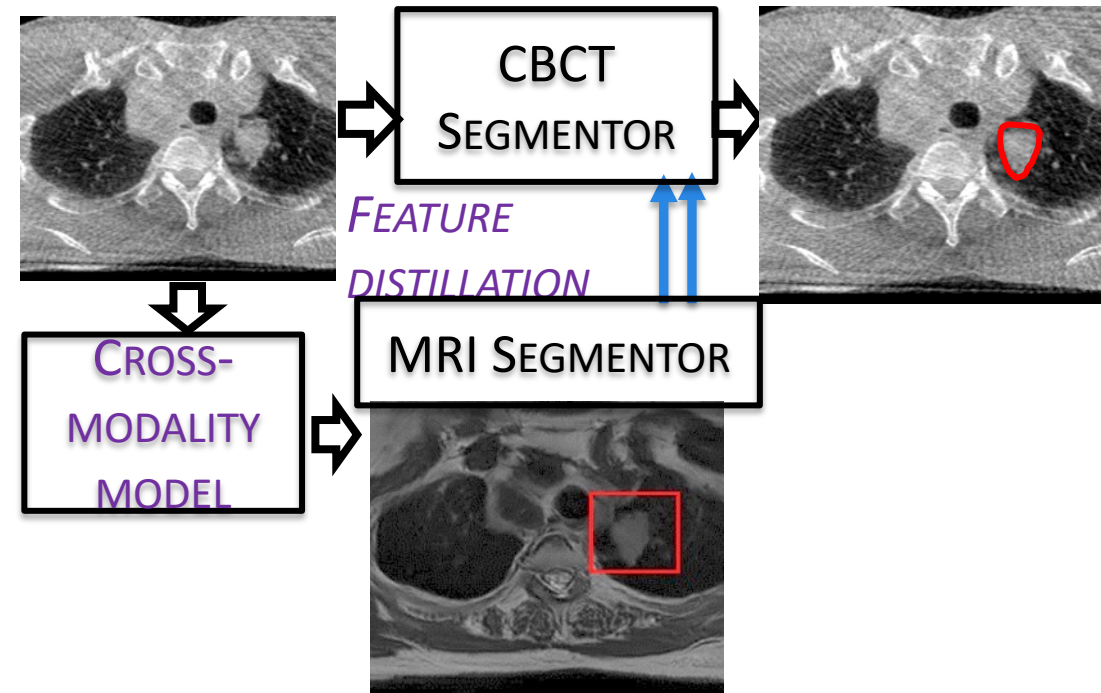 CBCT
SEGMENTOR
FEATURE
DISTILLATION
MRI SEGMENTOR
CROSS-
MODALITY
MODEL